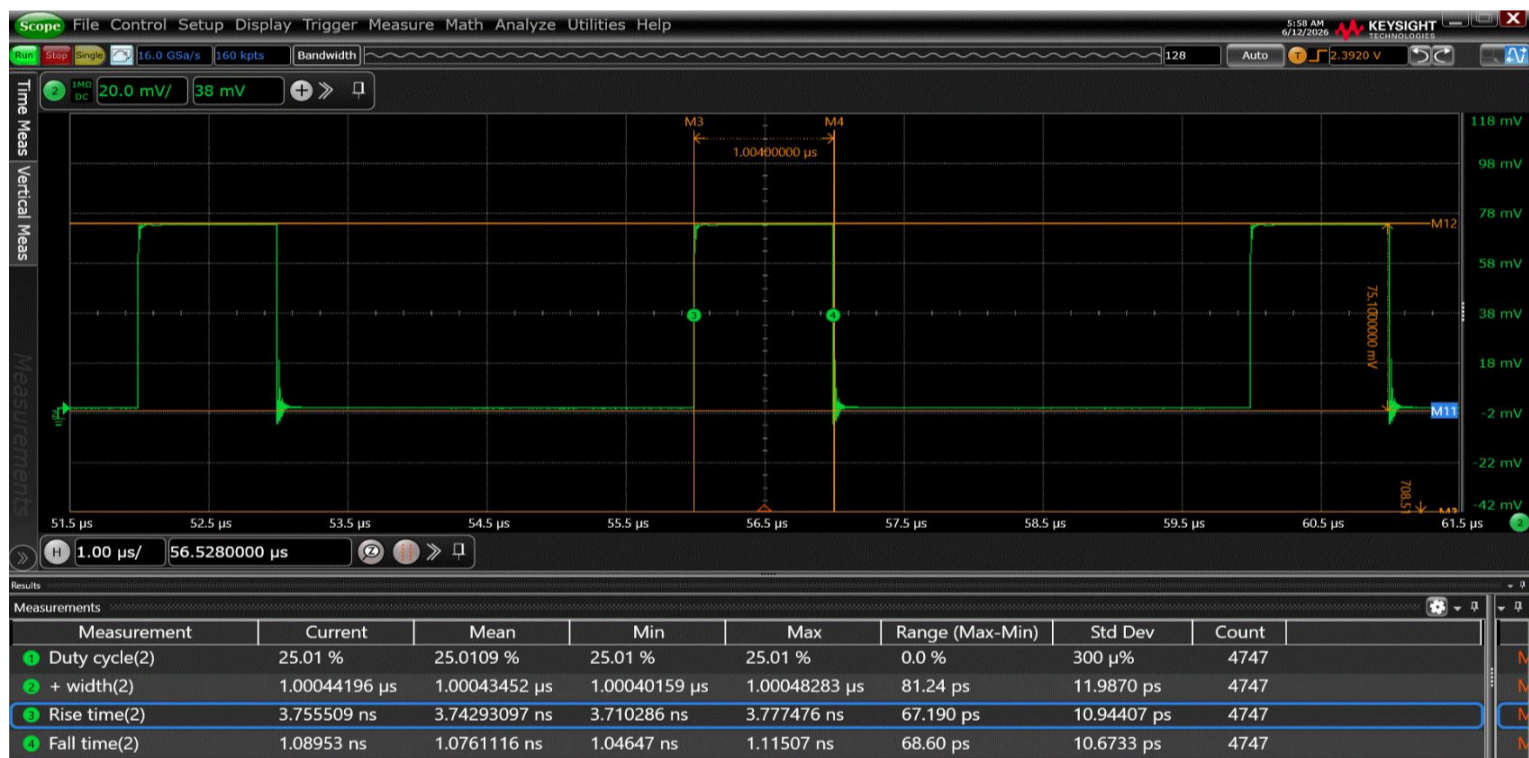 Scope File Control Setup Display Trigger Measure Math Analyze Utilities Help
5:58 AM
6/12/2026
KEYSIGHT
TECHNOLOGIES
Run Stop Single 16.0 GSa/s 160 kpts Bandwidth 128 Auto T 2.3920 V
2 1MΩ DC 20.0 mV/ 38 mV
Time Meas
Vertical Meas
Measurements
M3 M4
1.00400000 µs
118 mV
98 mV
78 mV
M12
58 mV
75.1000000 mV
3 4
38 mV
18 mV
2
M11
-2 mV
-22 mV
708.51
-42 mV
51.5 µs 52.5 µs 53.5 µs 54.5 µs 55.5 µs 56.5 µs 57.5 µs 58.5 µs 59.5 µs 60.5 µs 61.5 µs 2
H 1.00 µs/ 56.5280000 µs Z
Results
Measurements
Measurement Current Mean Min Max Range (Max-Min) Std Dev Count
1 Duty cycle(2) 25.01 % 25.0109 % 25.01 % 25.01 % 0.0 % 300 µ% 4747
2 + width(2) 1.00044196 µs 1.00043452 µs 1.00040159 µs 1.00048283 µs 81.24 ps 11.9870 ps 4747
3 Rise time(2) 3.755509 ns 3.74293097 ns 3.710286 ns 3.777476 ns 67.190 ps 10.94407 ps 4747
4 Fall time(2) 1.08953 ns 1.0761116 ns 1.04647 ns 1.11507 ns 68.60 ps 10.6733 ps 4747